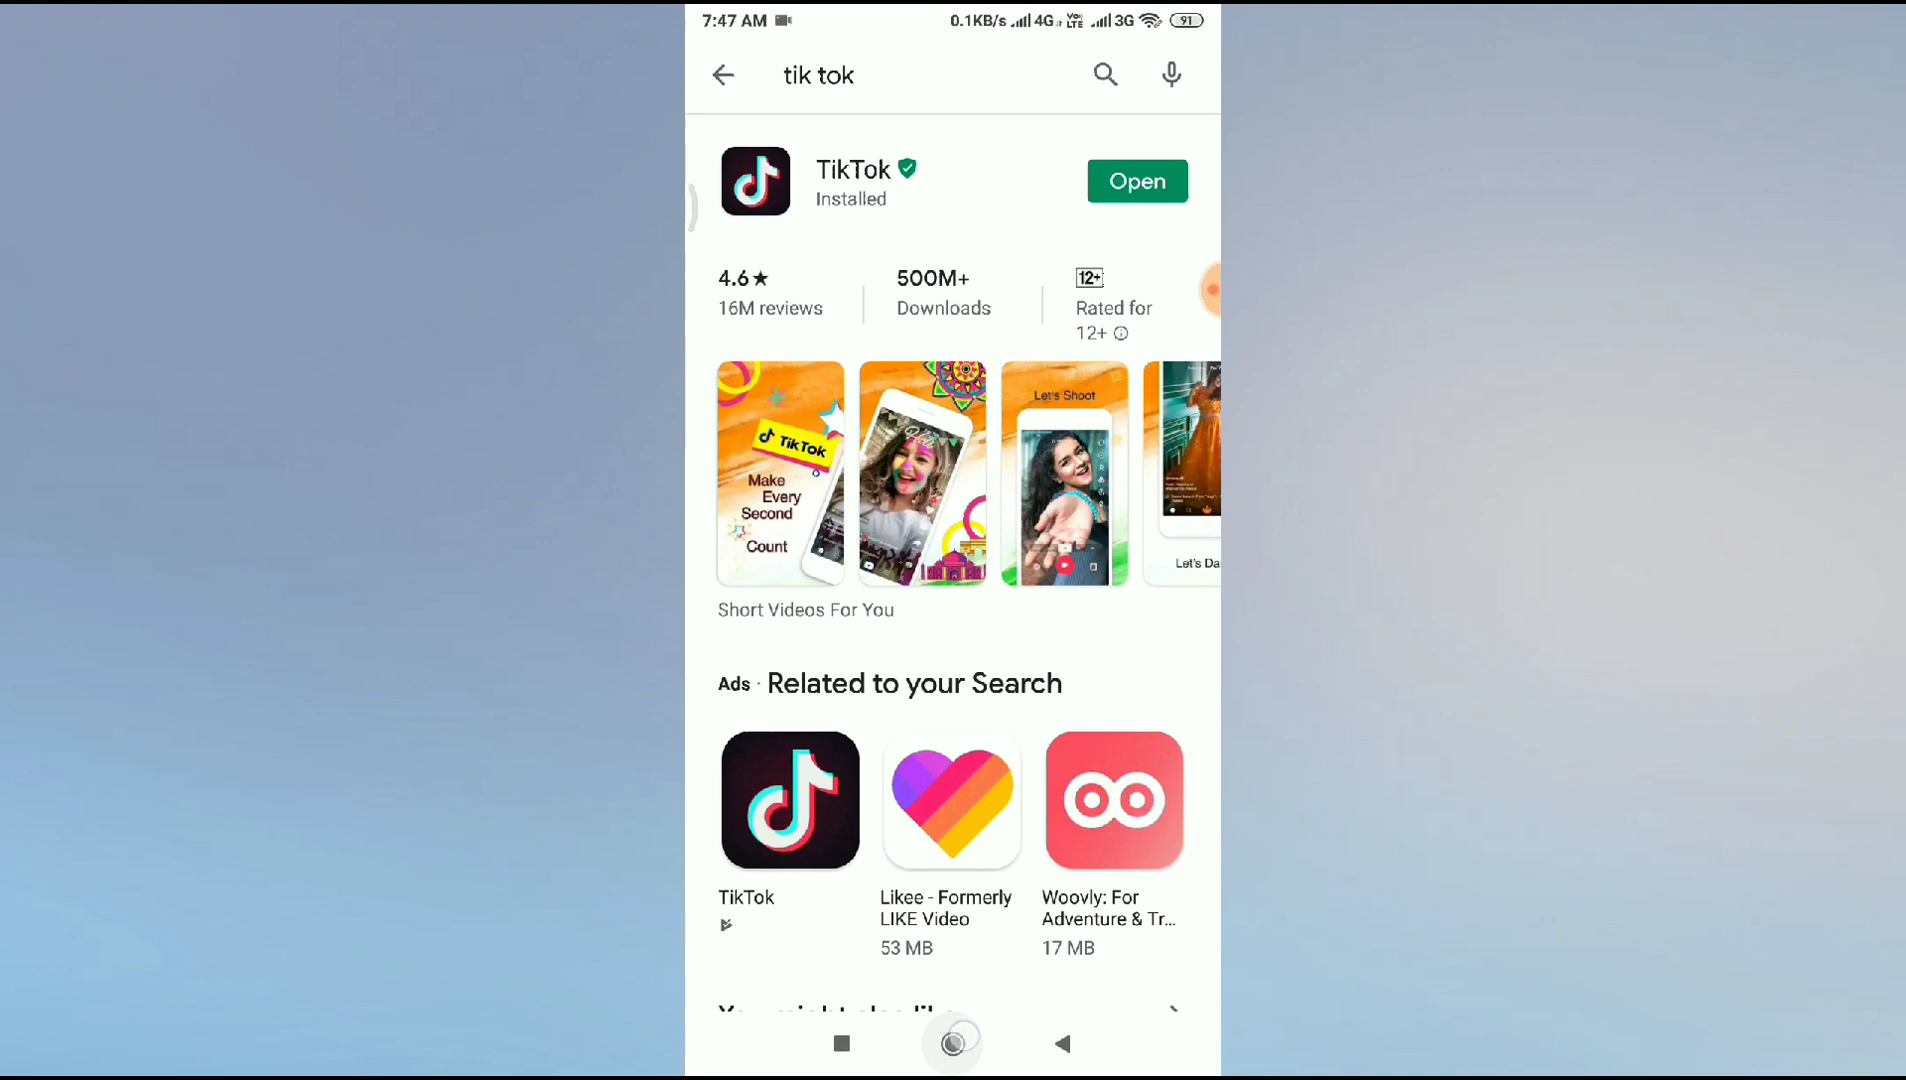 7:47 AM 0.1KB/s 4G VoLTE 3G 91
tik tok
TikTok
Installed
Open
4.6★ 500M+ 12+
16M reviews Downloads Rated for
12+
TikTok
Make
Every
Second
Count
Let's Shoot
Let's Da
Short Videos For You
Ads · Related to your Search
TikTok
Likee - Formerly
LIKE Video
53 MB
Woovly: For
Adventure & Tr...
17 MB